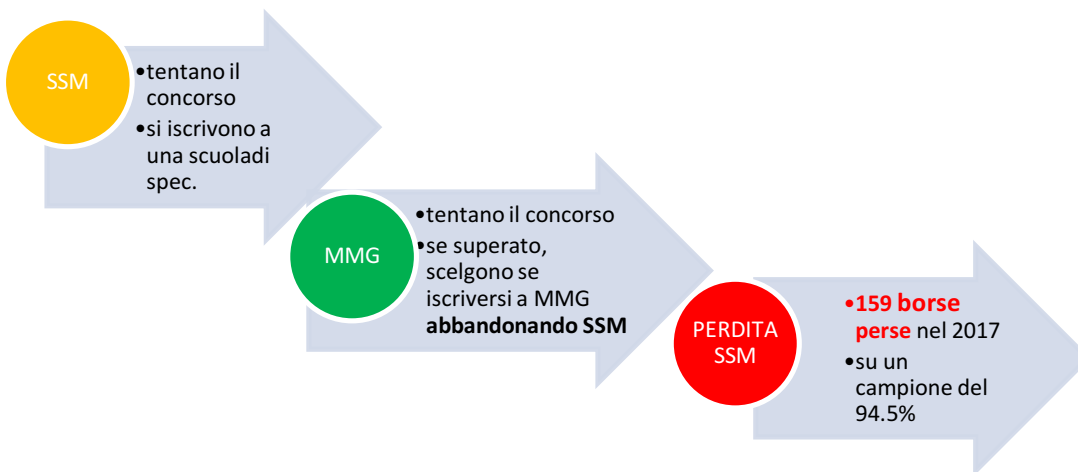 SSM
•tentano il
concorso
•si iscrivono a
una scuoladi
spec.
MMG
•tentano il concorso
•se superato,
scelgono se
iscriversi a MMG
abbandonando SSM
PERDITA
SSM
•159 borse
perse nel 2017
•su un
campione del
94.5%